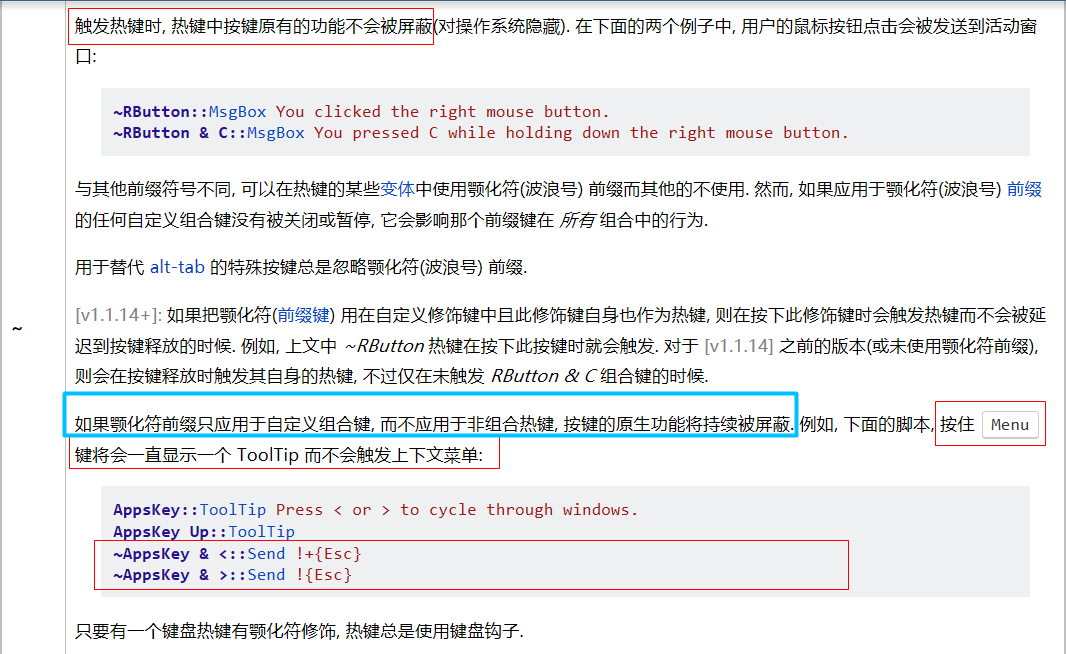 触发热键时, 热键中按键原有的功能不会被屏蔽(对操作系统隐藏). 在下面的两个例子中, 用户的鼠标按钮点击会被发送到活动窗
口:
~RButton::MsgBox You clicked the right mouse button.
~RButton & C::MsgBox You pressed C while holding down the right mouse button.
与其他前缀符号不同, 可以在热键的某些变体中使用颚化符(波浪号) 前缀而其他的不使用. 然而, 如果应用于颚化符(波浪号) 前缀
的任何自定义组合键没有被关闭或暂停, 它会影响那个前缀键在 所有 组合中的行为.
用于替代 alt-tab 的特殊按键总是忽略颚化符(波浪号) 前缀.
[v1.1.14+]: 如果把颚化符(前缀键) 用在自定义修饰键中且此修饰键自身也作为热键, 则在按下此修饰键时会触发热键而不会被延
~
迟到按键释放的时候. 例如, 上文中 ~RButton 热键在按下此按键时就会触发. 对于 [v1.1.14] 之前的版本(或未使用颚化符前缀),
则会在按键释放时触发其自身的热键, 不过仅在未触发 RButton & C 组合键的时候.
如果颚化符前缀只应用于自定义组合键, 而不应用于非组合热键, 按键的原生功能将持续被屏蔽. 例如, 下面的脚本, 按住 Menu
键将会一直显示一个 ToolTip 而不会触发上下文菜单:
AppsKey::ToolTip Press < or > to cycle through windows.
AppsKey Up::ToolTip
~AppsKey & <::Send !+{Esc}
~AppsKey & >::Send !{Esc}
只要有一个键盘热键有颚化符修饰, 热键总是使用键盘钩子.